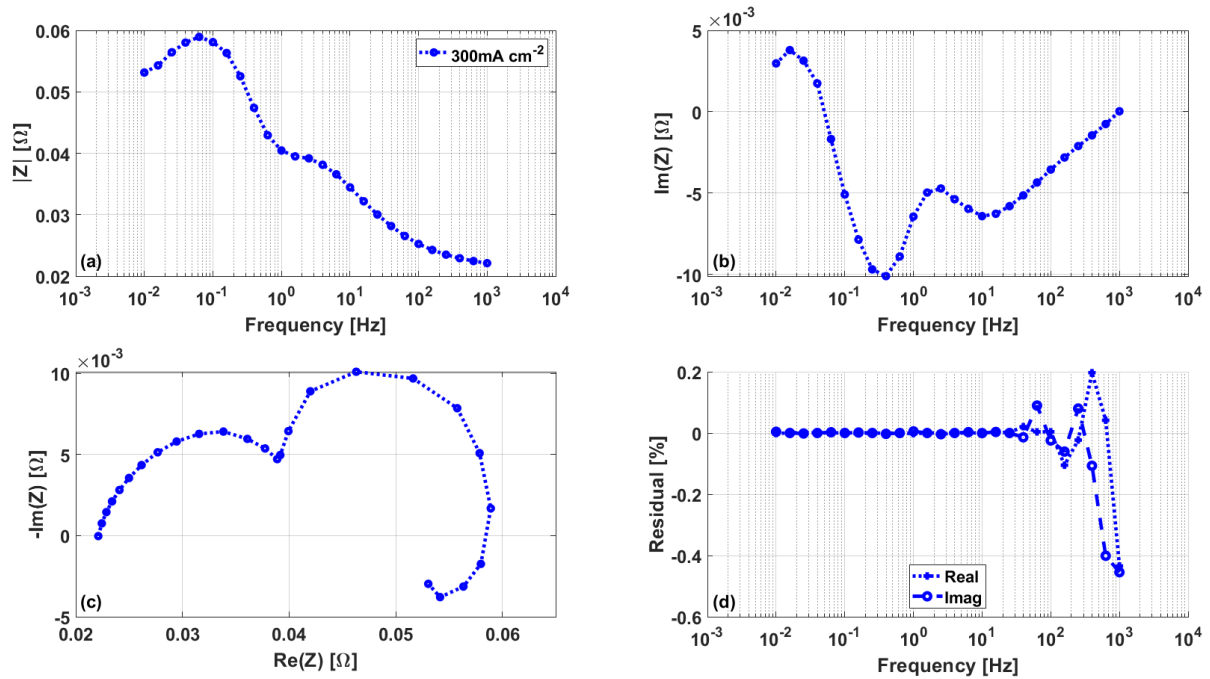 0.06
0.05
0.04
0.03
0.02
|Z| [Ω]
300mA cm⁻²
(a)
10⁻³ 10⁻² 10⁻¹ 10⁰ 10¹ 10² 10³ 10⁴
Frequency [Hz]
×10⁻³
5
0
-5
-10
Im(Z) [Ω]
(b)
10⁻³ 10⁻² 10⁻¹ 10⁰ 10¹ 10² 10³ 10⁴
Frequency [Hz]
×10⁻³
10
5
0
-5
-Im(Z) [Ω]
(c)
0.02 0.03 0.04 0.05 0.06
Re(Z) [Ω]
0.2
0
-0.2
-0.4
-0.6
Residual [%]
Real
Imag
(d)
10⁻³ 10⁻² 10⁻¹ 10⁰ 10¹ 10² 10³ 10⁴
Frequency [Hz]